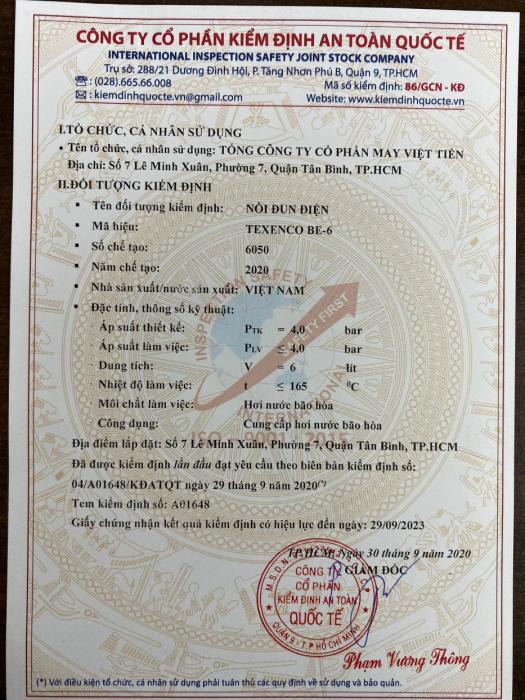 CÔNG TY CỔ PHẦN KIỂM ĐỊNH AN TOÀN QUỐC TẾ
INTERNATIONAL INSPECTION SAFETY JOINT STOCK COMPANY
Trụ sở: 288/21 Dương Đình Hội, P. Tăng Nhơn Phú B, Quận 9, TP.HCM
☎: (028).665.66.008 Mã số kiểm định: 86/GCN - KĐ
✉: kiemdinhquocte.vn@gmail.com Website: www.kiemdinhquocte.vn
I.TỔ CHỨC, CÁ NHÂN SỬ DỤNG
• Tên tổ chức, cá nhân sử dụng: TỔNG CÔNG TY CỔ PHẦN MAY VIỆT TIẾN
Địa chỉ: Số 7 Lê Minh Xuân, Phường 7, Quận Tân Bình, TP.HCM
II.ĐỐI TƯỢNG KIỂM ĐỊNH
▪ Tên đối tượng kiểm định: NỒI ĐUN ĐIỆN
▪ Mã hiệu: TEXENCO BE-6
▪ Số chế tạo: 6050
▪ Năm chế tạo: 2020
▪ Nhà sản xuất/nước sản xuất: VIỆT NAM
▪ Đặc tính, thông số kỹ thuật:
· Áp suất thiết kế: PTK = 4,0 bar
· Áp suất làm việc: PLV ≤ 4,0 bar
· Dung tích: V = 6 lít
· Nhiệt độ làm việc: t ≤ 165 ⁰C
· Môi chất làm việc: Hơi nước bão hòa
· Công dụng: Cung cấp hơi nước bão hòa
Địa điểm lắp đặt: Số 7 Lê Minh Xuân, Phường 7, Quận Tân Bình, TP.HCM
Đã được kiểm định lần đầu đạt yêu cầu theo biên bản kiểm định số:
04/A01648/KĐATQT ngày 29 tháng 9 năm 2020(*)
Tem kiểm định số: A01648
Giấy chứng nhận kết quả kiểm định có hiệu lực đến ngày: 29/09/2023
TP.HCM, Ngày 30 tháng 9 năm 2020
GIÁM ĐỐC
CÔNG TY
CỔ PHẦN
KIỂM ĐỊNH AN TOÀN
QUỐC TẾ
QUẬN 9 - T.P HỒ CHÍ MINH
Phạm Vương Thông
(*) Với điều kiện tổ chức, cá nhân sử dụng phải tuân thủ các quy định về sử dụng và bảo quản.
INSPECTION SAFETY
SAFETY FIRST
INTERNATIONAL